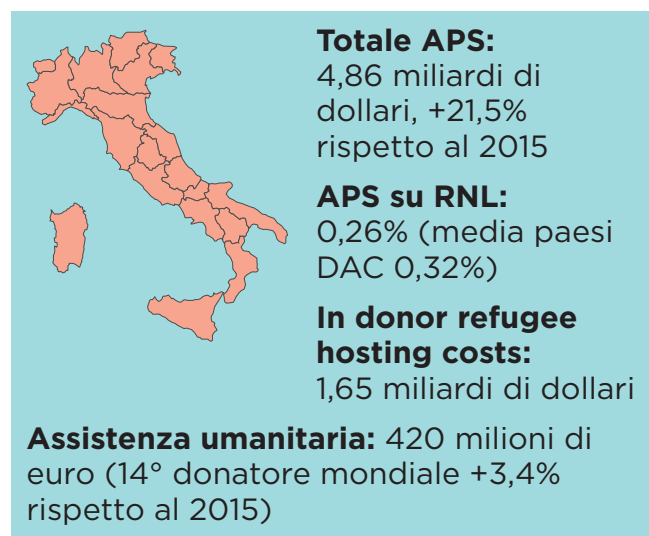 Totale APS:
4,86 miliardi di
dollari, +21,5%
rispetto al 2015
APS su RNL:
0,26% (media paesi
DAC 0,32%)
In donor refugee
hosting costs:
1,65 miliardi di dollari
Assistenza umanitaria: 420 milioni di
euro (14° donatore mondiale +3,4%
rispetto al 2015)